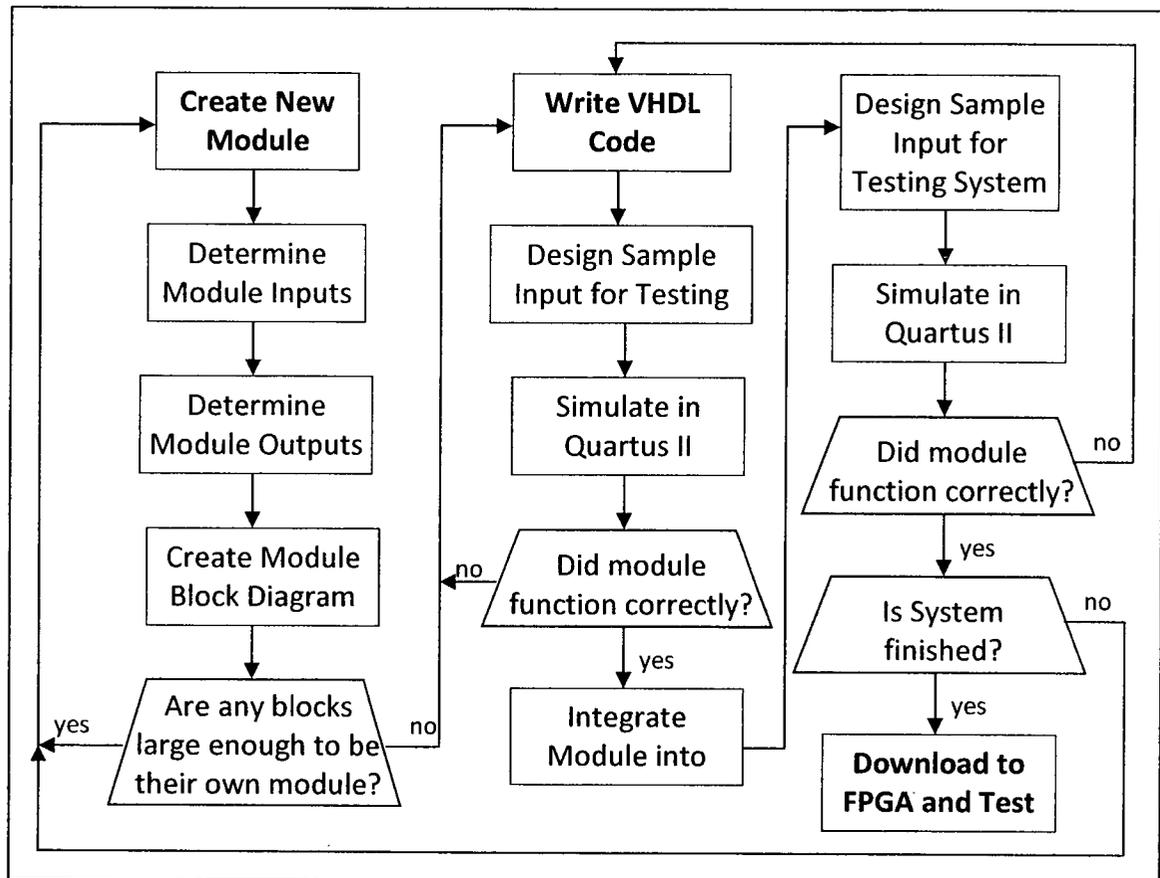 Create New
Module
Determine
Module Inputs
Determine
Module Outputs
Create Module
Block Diagram
Are any blocks
large enough to be
their own module?
yes
no
Write VHDL
Code
Design Sample
Input for Testing
Simulate in
Quartus II
Did module
function correctly?
no
yes
Integrate
Module into
Design Sample
Input for
Testing System
Simulate in
Quartus II
Did module
function correctly?
no
yes
Is System
finished?
no
yes
Download to
FPGA and Test